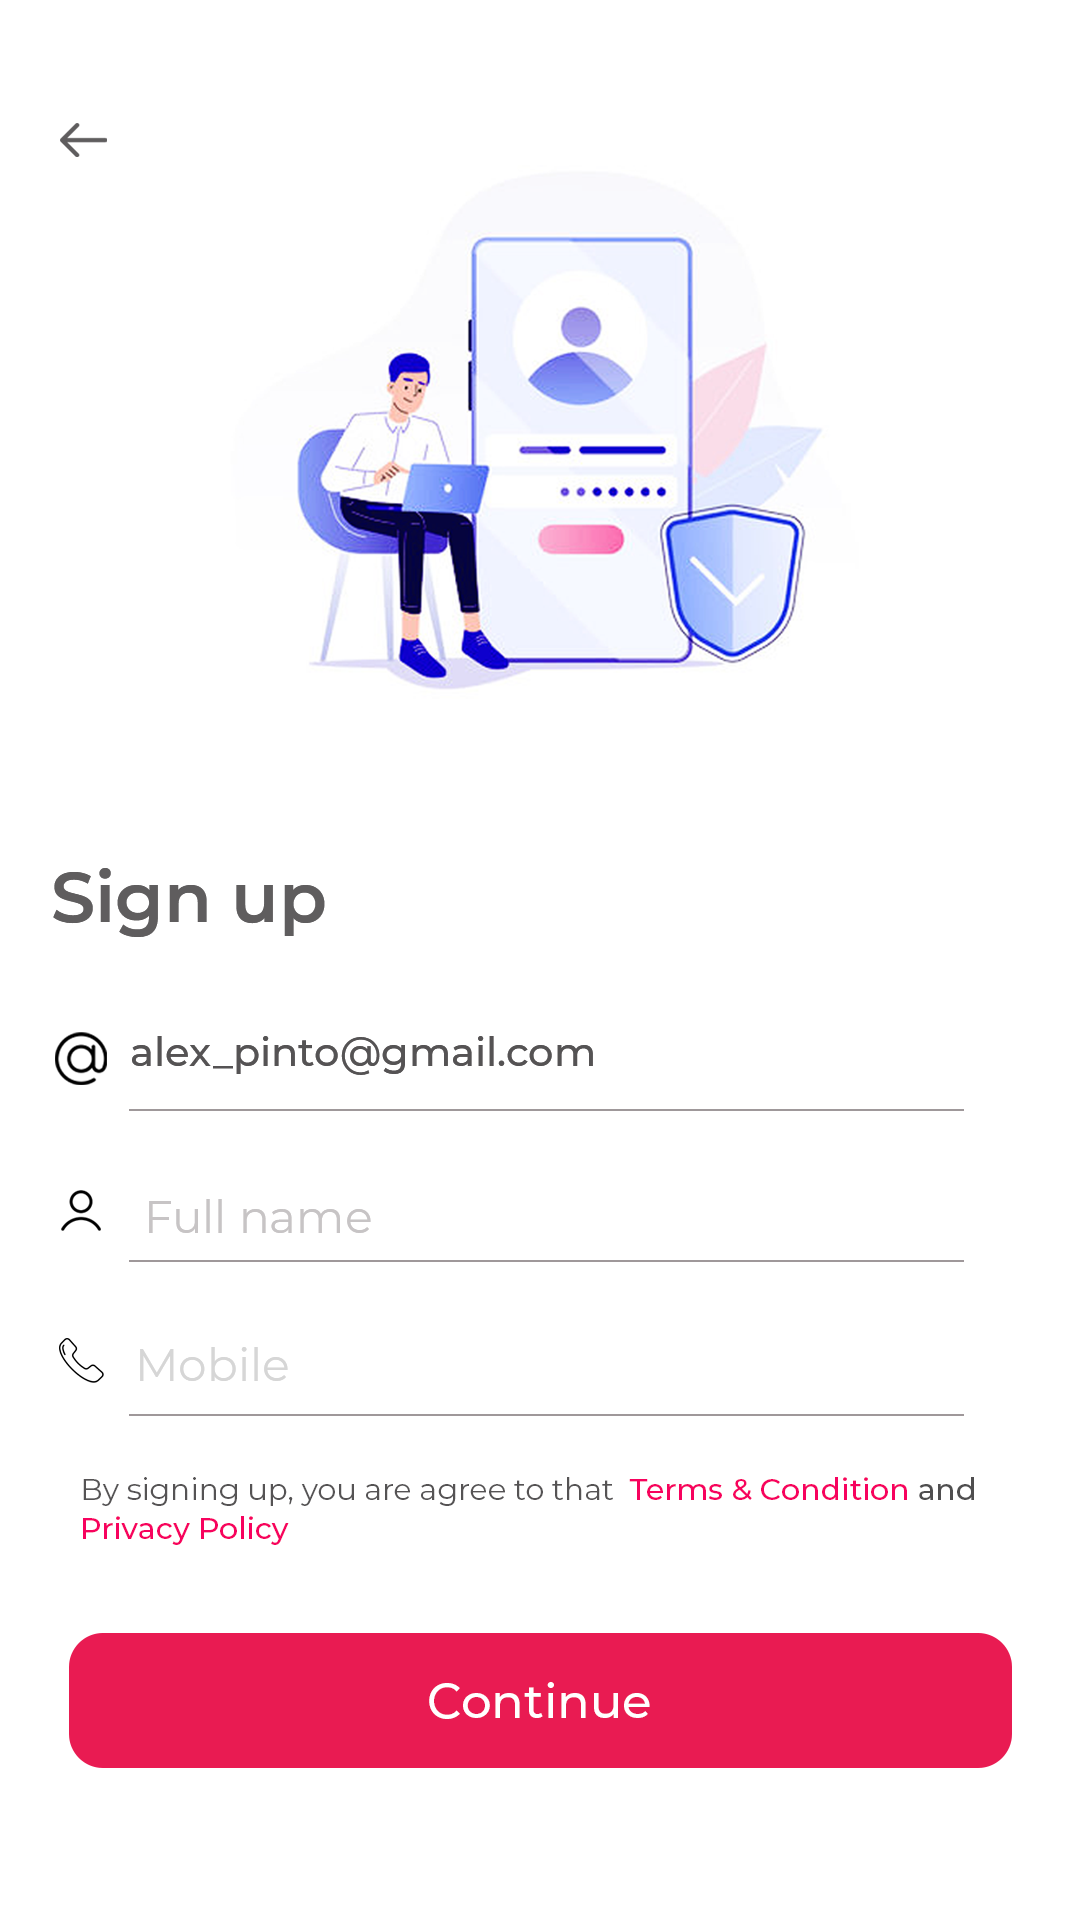 Sign up
alex_pinto@gmail.com
Full name
Mobile
By signing up, you are agree to that Terms & Condition and
Privacy Policy
Continue